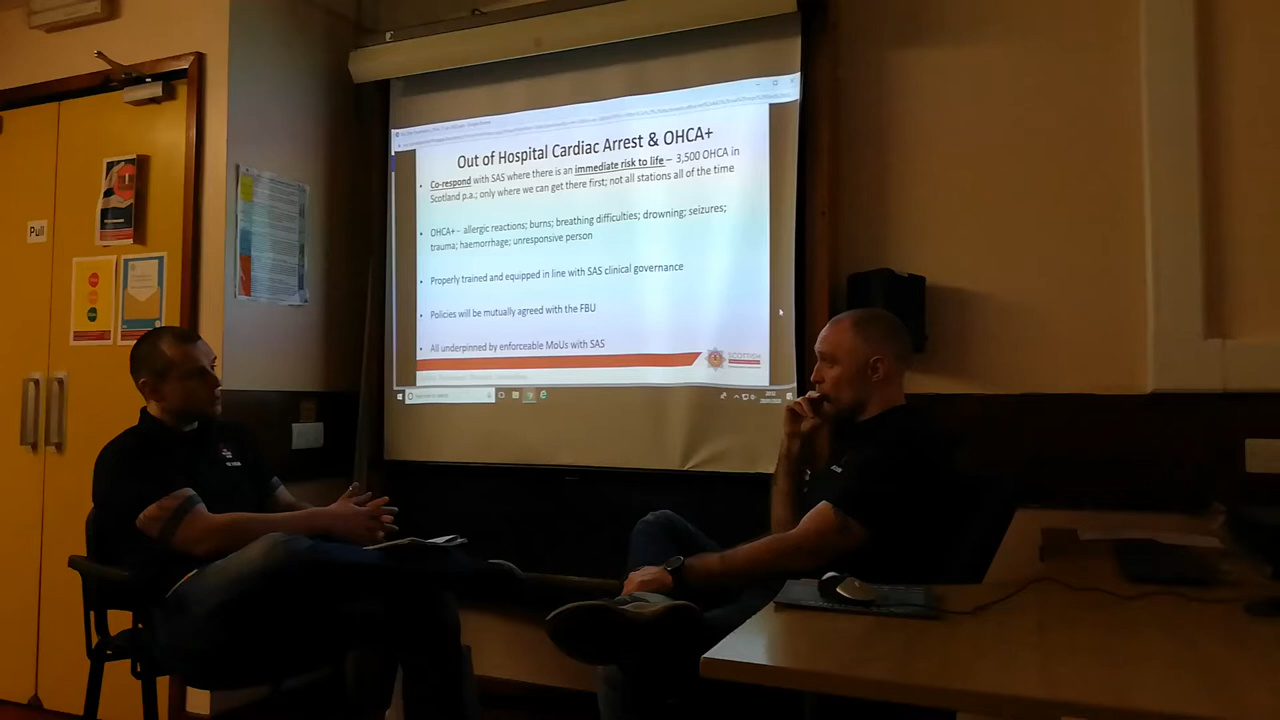 Pull
Out of Hospital Cardiac Arrest & OHCA+
• Co-respond with SAS where there is an immediate risk to life – 3,500 OHCA in
Scotland p.a.; only where we can get there first; not all stations all of the time
• OHCA+ - allergic reactions; burns; breathing difficulties; drowning; seizures;
trauma; haemorrhage; unresponsive person
• Properly trained and equipped in line with SAS clinical governance
• Policies will be mutually agreed with the FBU
• All underpinned by enforceable MoUs with SAS
SCOTTISH